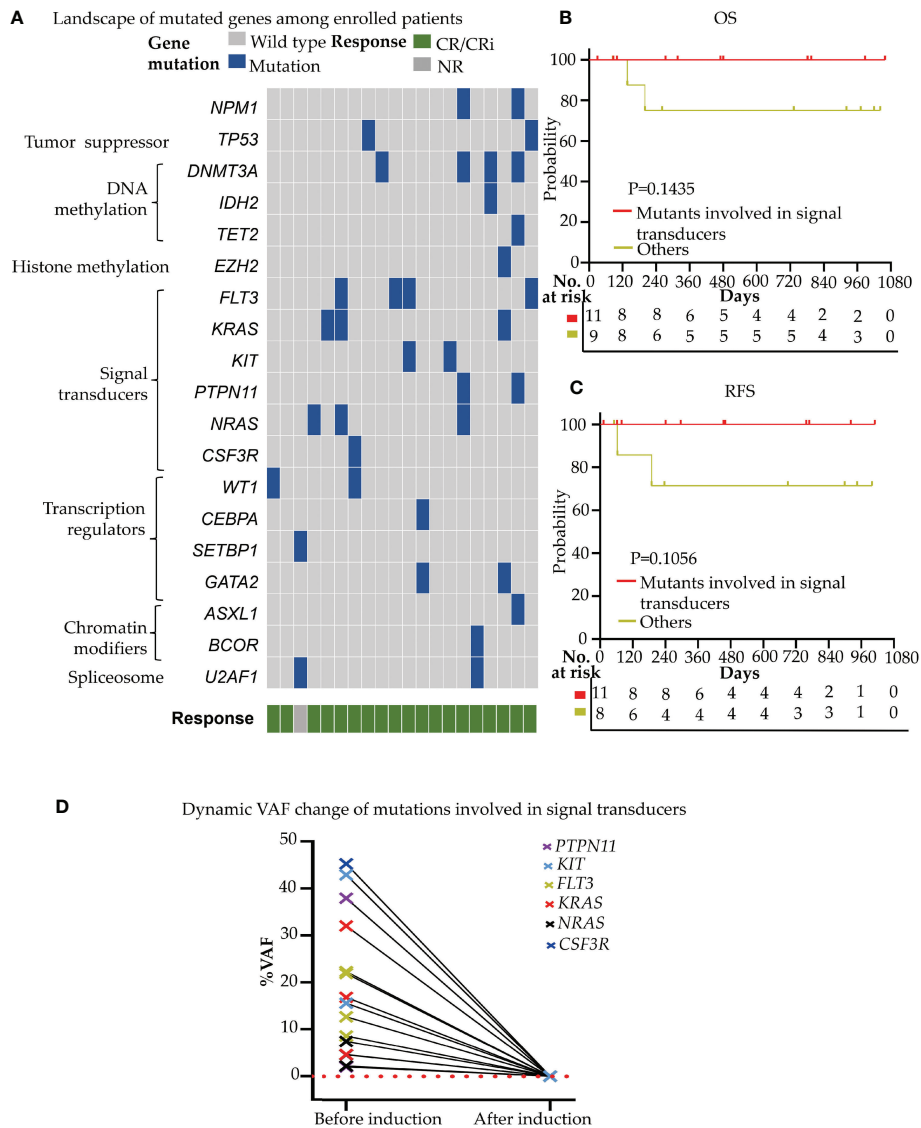 A Landscape of mutated genes among enrolled patients
Gene mutation
Wild type
Mutation
Response
CR/CRi
NR
NPM1
Tumor suppressor TP53
DNMT3A
DNA methylation
IDH2
TET2
Histone methylation EZH2
FLT3
KRAS
KIT
Signal transducers
PTPN11
NRAS
CSF3R
WT1
Transcription regulators
CEBPA
SETBP1
GATA2
ASXL1
Chromatin modifiers
BCOR
Spliceosome U2AF1
Response
B OS
Probability
100
80
60
40
20
0
P=0.1435
Mutants involved in signal
transducers
Others
0 120 240 360 480 600 720 840 960 1080
Days
No.
at risk
11 8 8 6 5 4 4 2 2 0
9 8 6 5 5 5 5 4 3 0
C RFS
Probability
100
80
60
40
20
0
P=0.1056
Mutants involved in signal
transducers
Others
0 120 240 360 480 600 720 840 960 1080
Days
No.
at risk
11 8 8 6 4 4 4 2 1 0
8 6 4 4 4 4 3 3 1 0
D Dynamic VAF change of mutations involved in signal transducers
%VAF
50
40
30
20
10
0
PTPN11
KIT
FLT3
KRAS
NRAS
CSF3R
Before induction After induction